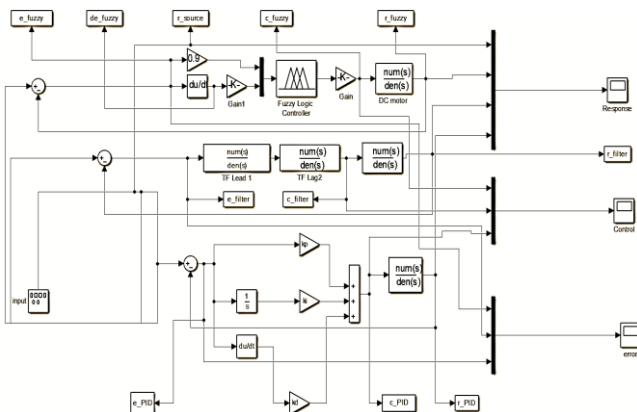 e_fuzzy
de_fuzzy
r_source
c_fuzzy
r_fuzzy
0.9
du/dt
-K-
Gain1
Fuzzy Logic
Controller
-K-
Gain
num(s)
den(s)
DC motor
Response
num(s)
den(s)
TF Lead 1
num(s)
den(s)
TF Lag2
num(s)
den(s)
r_filter
e_filter
c_filter
Control
input
kp
1
s
ki
du/dt
kd
num(s)
den(s)
error
e_PID
c_PID
r_PID